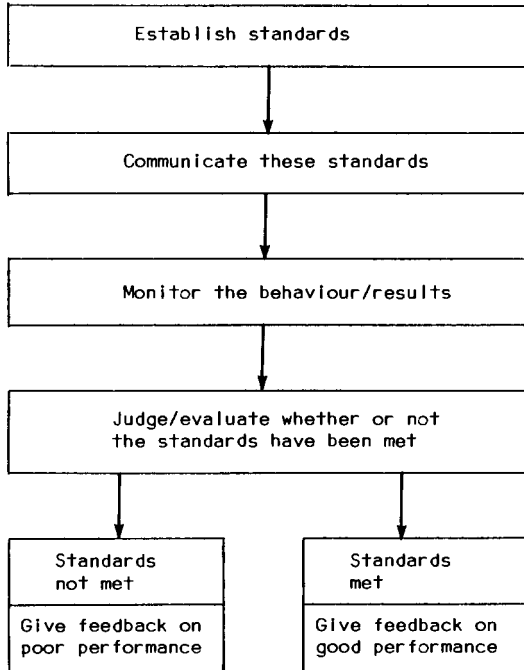 Establish standards
Communicate these standards
Monitor the behaviour/results
Judge/evaluate whether or not
the standards have been met
Standards
not met
Give feedback on
poor performance
Standards
met
Give feedback on
good performance